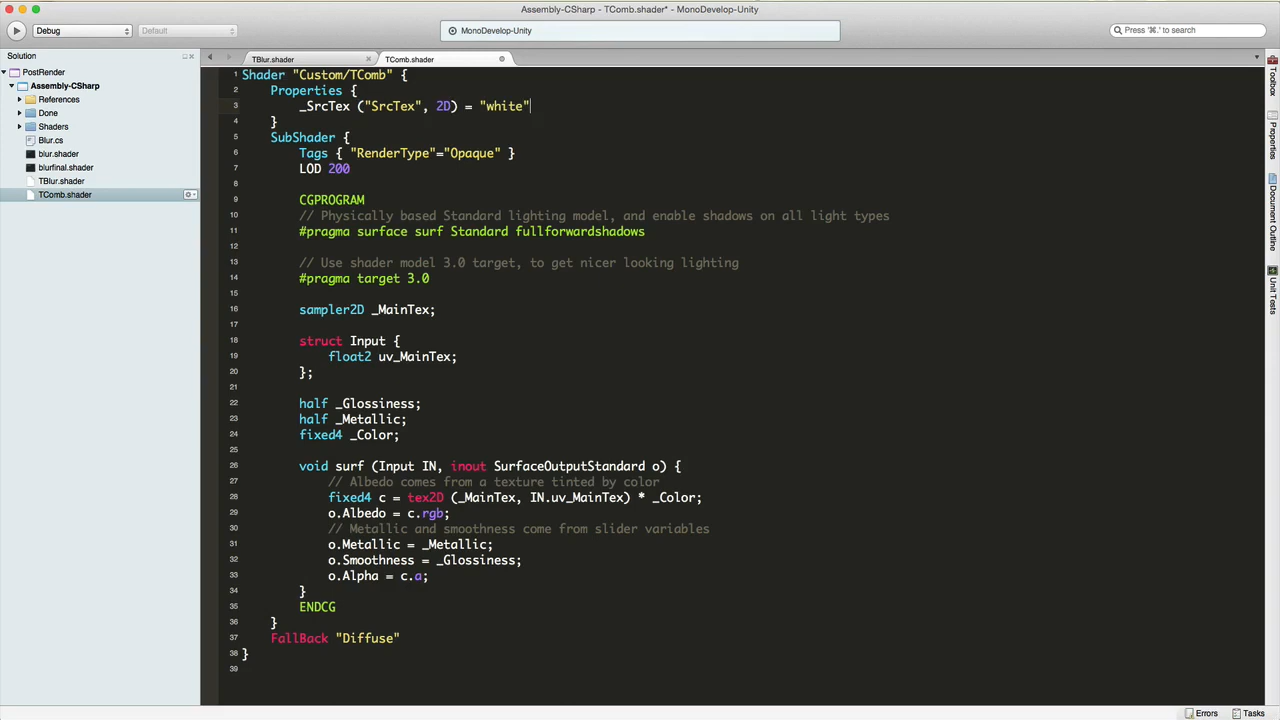 Assembly-CSharp - TComb.shader* - MonoDevelop-Unity
Debug
Default
MonoDevelop-Unity
Press '⌘.' to search
Solution
TBlur.shader
TComb.shader
PostRender
Assembly-CSharp
References
Done
Shaders
Blur.cs
blur.shader
blurfinal.shader
TBlur.shader
TComb.shader
1 Shader "Custom/TComb" {
2 Properties {
3 _SrcTex ("SrcTex", 2D) = "white"
4 }
5 SubShader {
6 Tags { "RenderType"="Opaque" }
7 LOD 200
8
9 CGPROGRAM
10 // Physically based Standard lighting model, and enable shadows on all light types
11 #pragma surface surf Standard fullforwardshadows
12
13 // Use shader model 3.0 target, to get nicer looking lighting
14 #pragma target 3.0
15
16 sampler2D _MainTex;
17
18 struct Input {
19 float2 uv_MainTex;
20 };
21
22 half _Glossiness;
23 half _Metallic;
24 fixed4 _Color;
25
26 void surf (Input IN, inout SurfaceOutputStandard o) {
27 // Albedo comes from a texture tinted by color
28 fixed4 c = tex2D (_MainTex, IN.uv_MainTex) * _Color;
29 o.Albedo = c.rgb;
30 // Metallic and smoothness come from slider variables
31 o.Metallic = _Metallic;
32 o.Smoothness = _Glossiness;
33 o.Alpha = c.a;
34 }
35 ENDCG
36 }
37 FallBack "Diffuse"
38 }
39
Toolbox
Properties
Document Outline
Unit Tests
Errors
Tasks